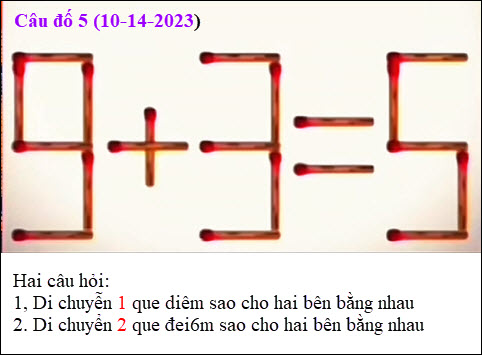 Câu đố 5 (10-14-2023)
9+3=5
Hai câu hỏi:
1, Di chuyễn 1 que diêm sao cho hai bên bằng nhau
2. Di chuyển 2 que đei6m sao cho hai bên bằng nhau